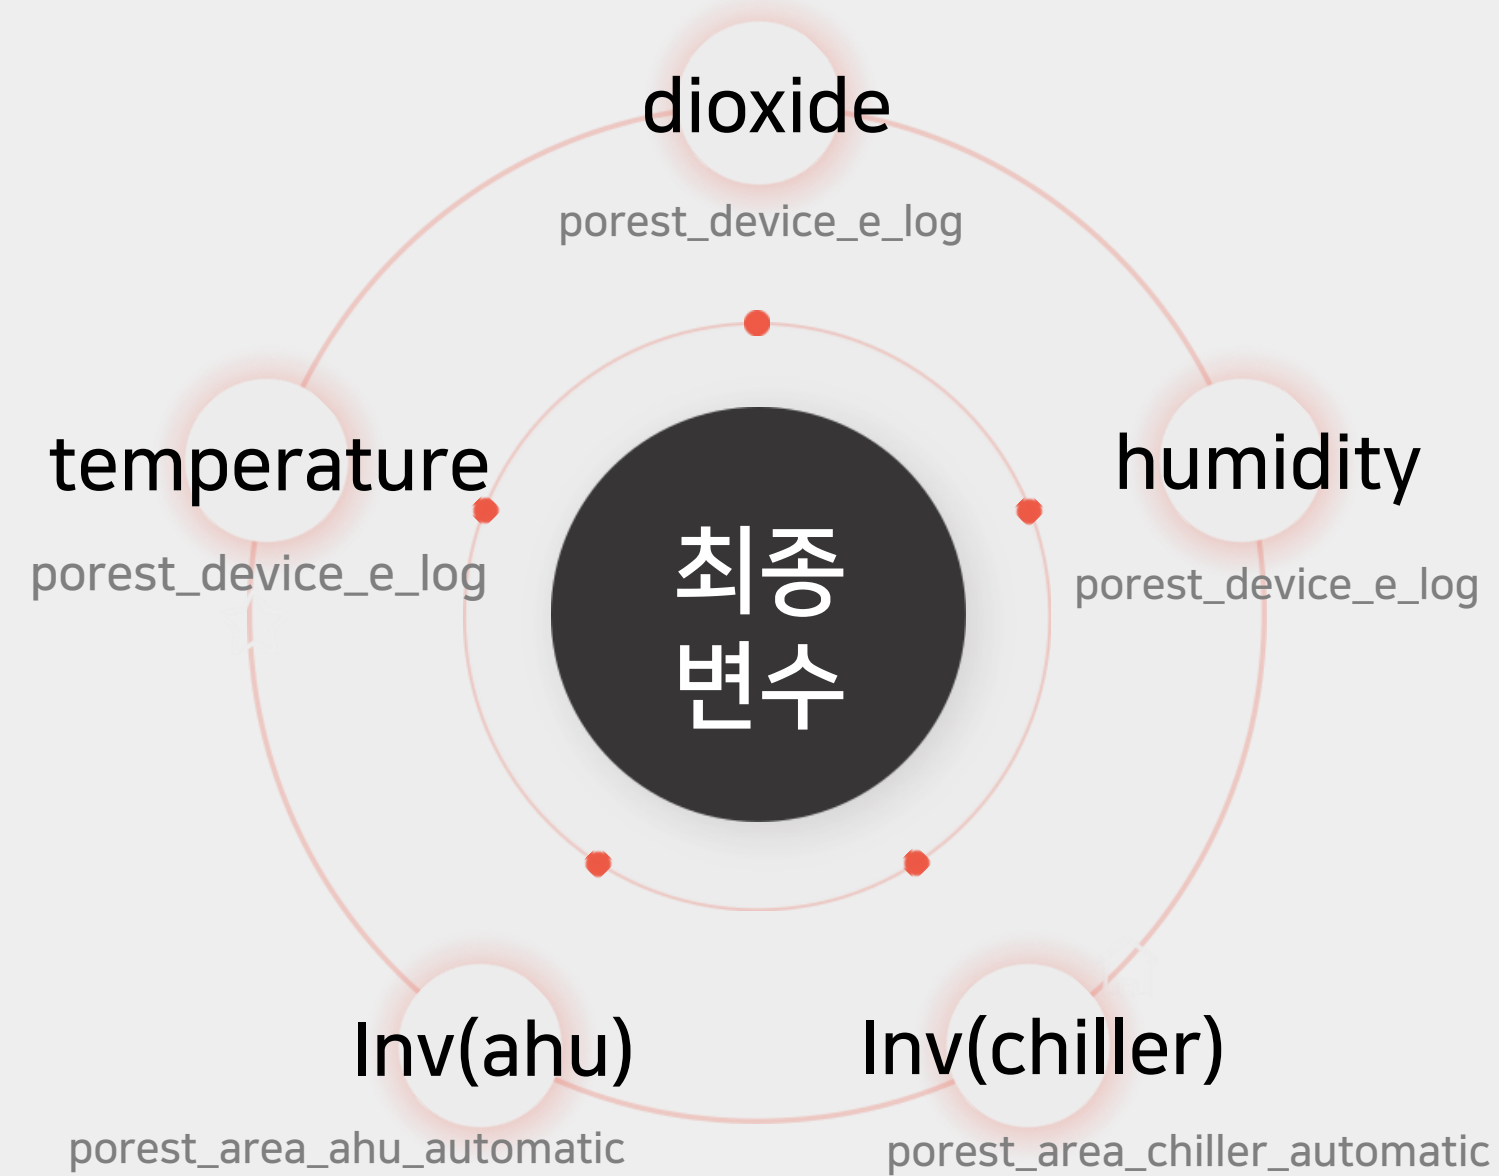 dioxide
porest_device_e_log
temperature
porest_device_e_log
humidity
porest_device_e_log
최종
변수
Inv(ahu)
porest_area_ahu_automatic
Inv(chiller)
porest_area_chiller_automatic